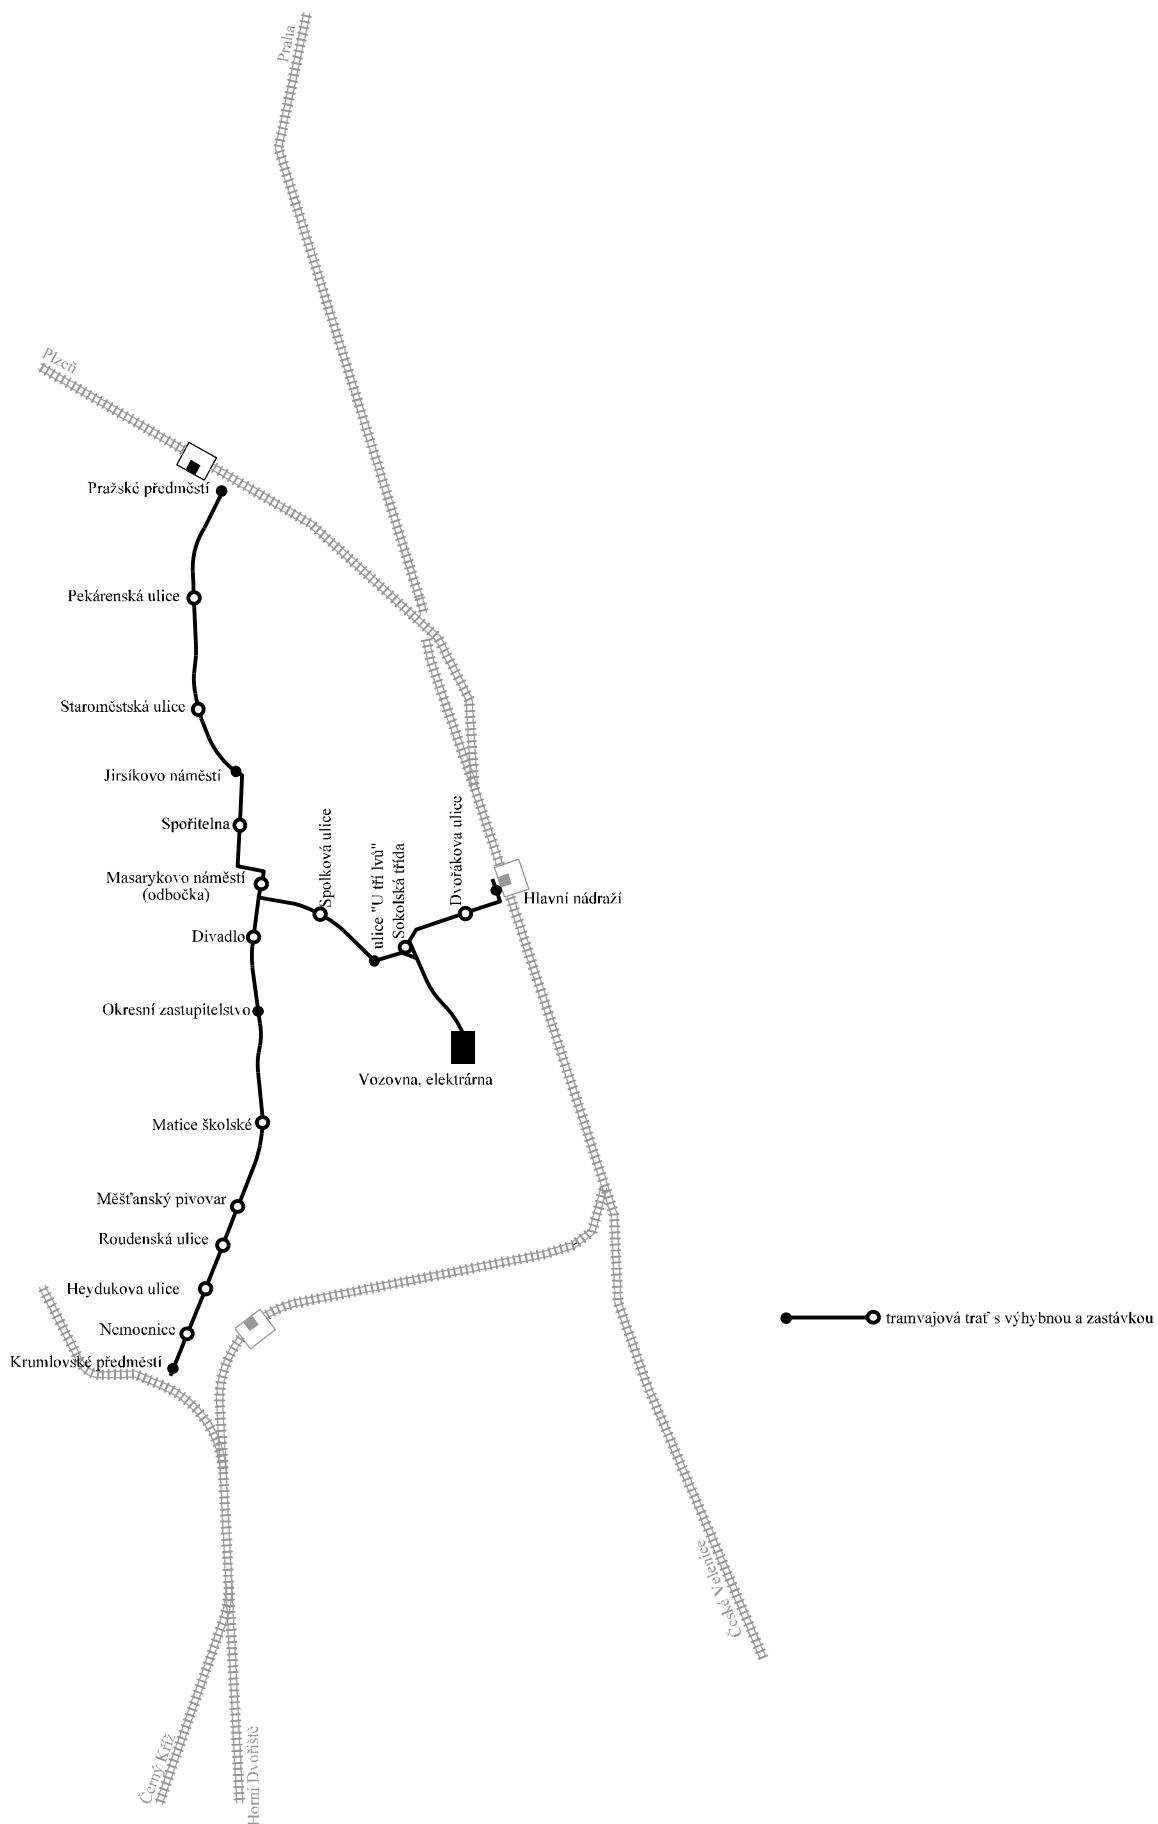 Praha
Plzeň
Pražské předměstí
Pekárenská ulice
Staroměstská ulice
Jirsíkovo náměstí
Spořitelna
Masarykovo náměstí
(odbočka)
Spolková ulice
ulice "U tří lvů"
Sokolská třída
Dvořákova ulice
Hlavní nádraží
Divadlo
Okresní zastupitelstvo
Vozovna, elektrárna
Matice školské
Měšťanský pivovar
Roudenská ulice
Heydukova ulice
Nemocnice
Krumlovské předměstí
tramvajová trať s výhybnou a zastávkou
České Velenice
Černý Kříž
Horní Dvořiště